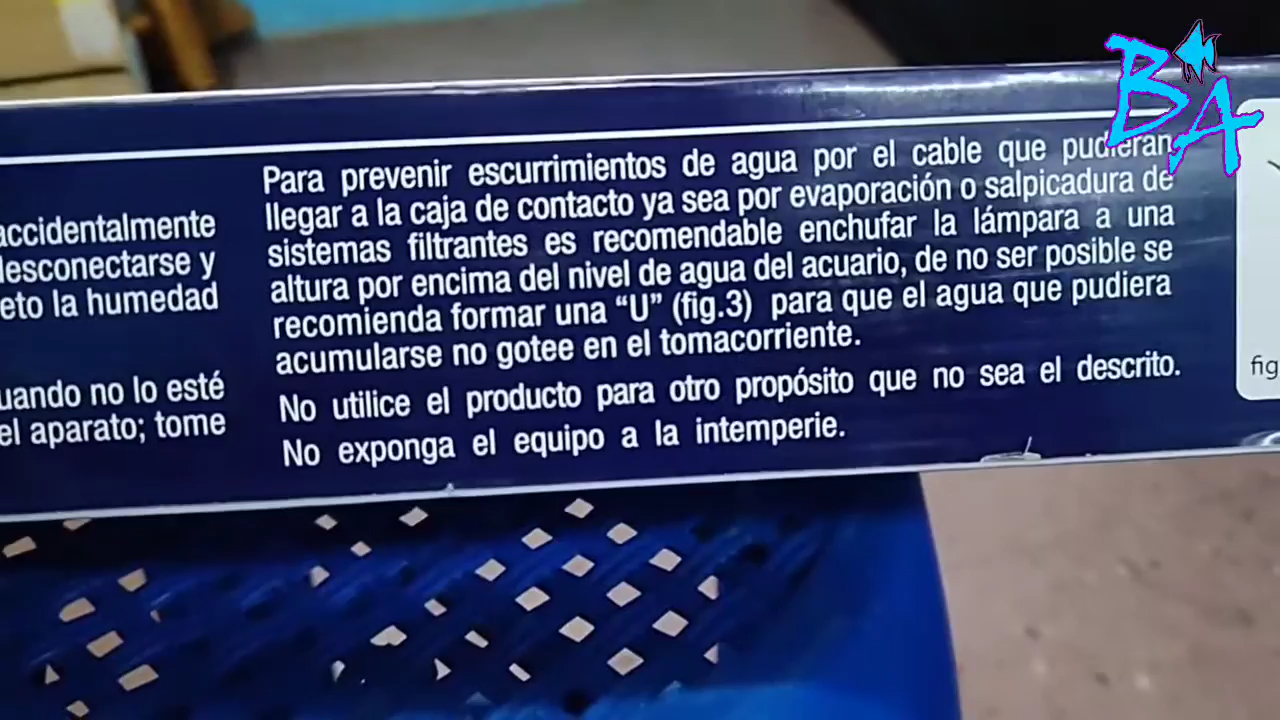 BA
accidentalmente
desconectarse y
eto la humedad
uando no lo esté
el aparato; tome
Para prevenir escurrimientos de agua por el cable que pudieran
llegar a la caja de contacto ya sea por evaporación o salpicadura de
sistemas filtrantes es recomendable enchufar la lámpara a una
altura por encima del nivel de agua del acuario, de no ser posible se
recomienda formar una “U” (fig.3) para que el agua que pudiera
acumularse no gotee en el tomacorriente.
No utilice el producto para otro propósito que no sea el descrito.
No exponga el equipo a la intemperie.
fig